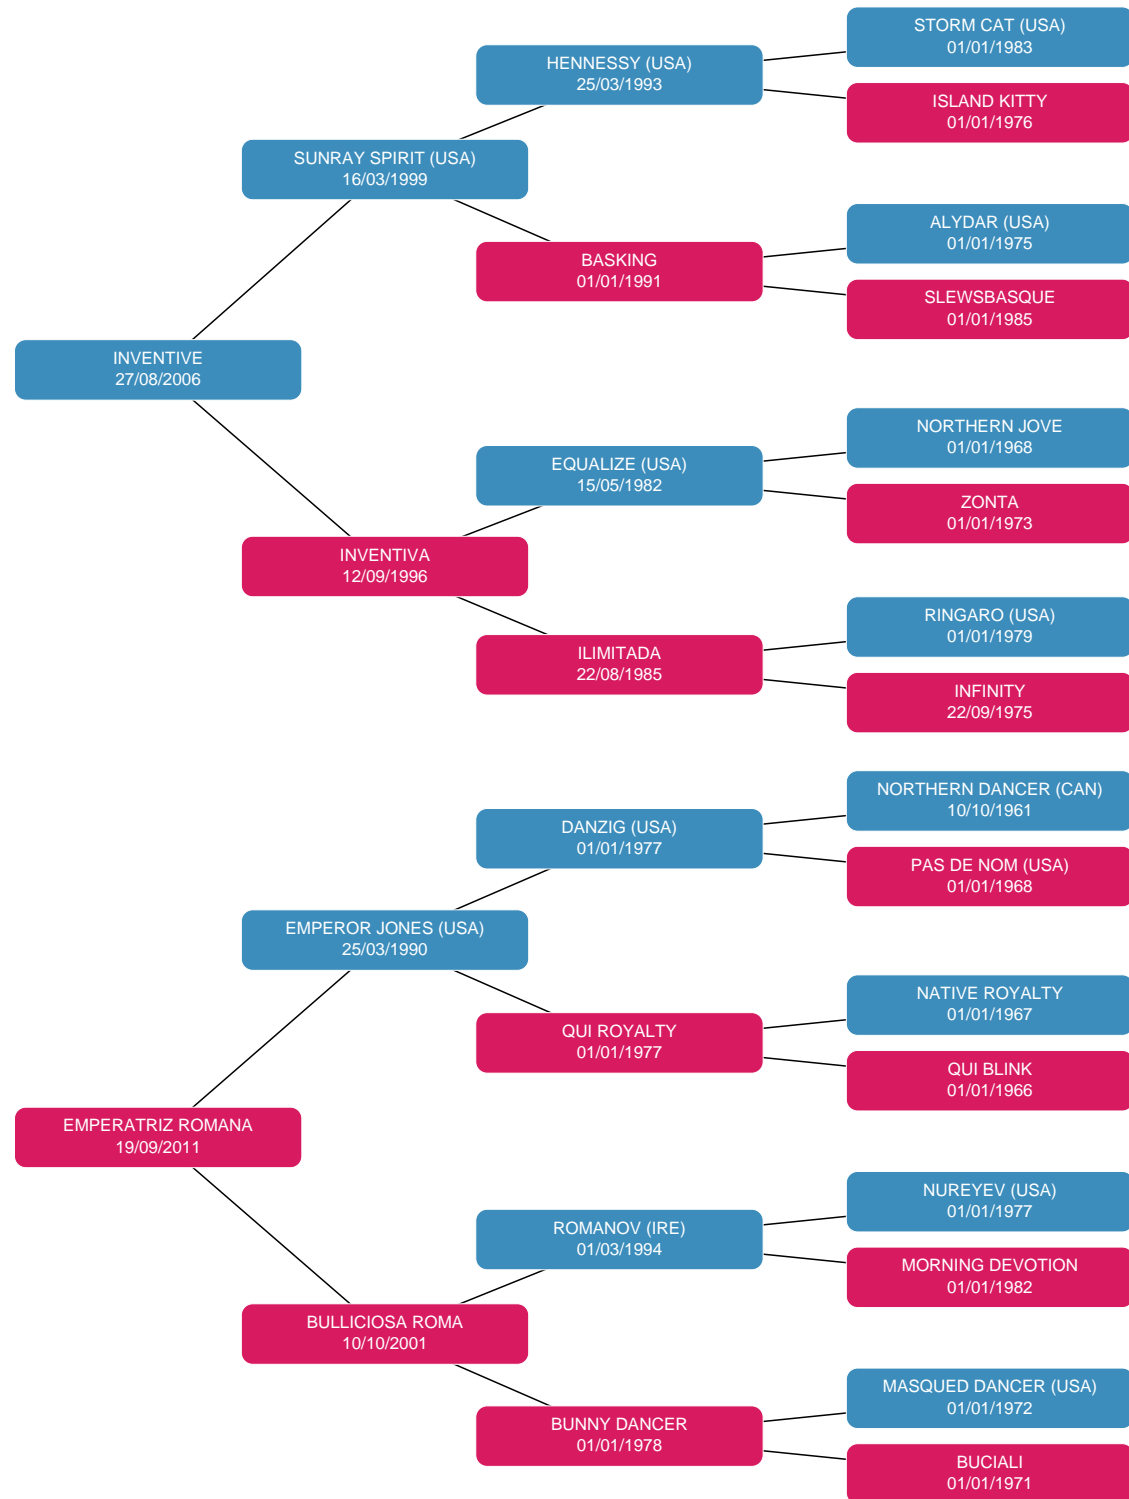 STORM CAT (USA)
01/01/1983
HENNESSY (USA)
25/03/1993
ISLAND KITTY
01/01/1976
SUNRAY SPIRIT (USA)
16/03/1999
ALYDAR (USA)
01/01/1975
BASKING
01/01/1991
SLEWSBASQUE
01/01/1985
INVENTIVE
27/08/2006
NORTHERN JOVE
01/01/1968
EQUALIZE (USA)
15/05/1982
ZONTA
01/01/1973
INVENTIVA
12/09/1996
RINGARO (USA)
01/01/1979
ILIMITADA
22/08/1985
INFINITY
22/09/1975
NORTHERN DANCER (CAN)
10/10/1961
DANZIG (USA)
01/01/1977
PAS DE NOM (USA)
01/01/1968
EMPEROR JONES (USA)
25/03/1990
NATIVE ROYALTY
01/01/1967
QUI ROYALTY
01/01/1977
QUI BLINK
01/01/1966
EMPERATRIZ ROMANA
19/09/2011
NUREYEV (USA)
01/01/1977
ROMANOV (IRE)
01/03/1994
MORNING DEVOTION
01/01/1982
BULLICIOSA ROMA
10/10/2001
MASQUED DANCER (USA)
01/01/1972
BUNNY DANCER
01/01/1978
BUCIALI
01/01/1971